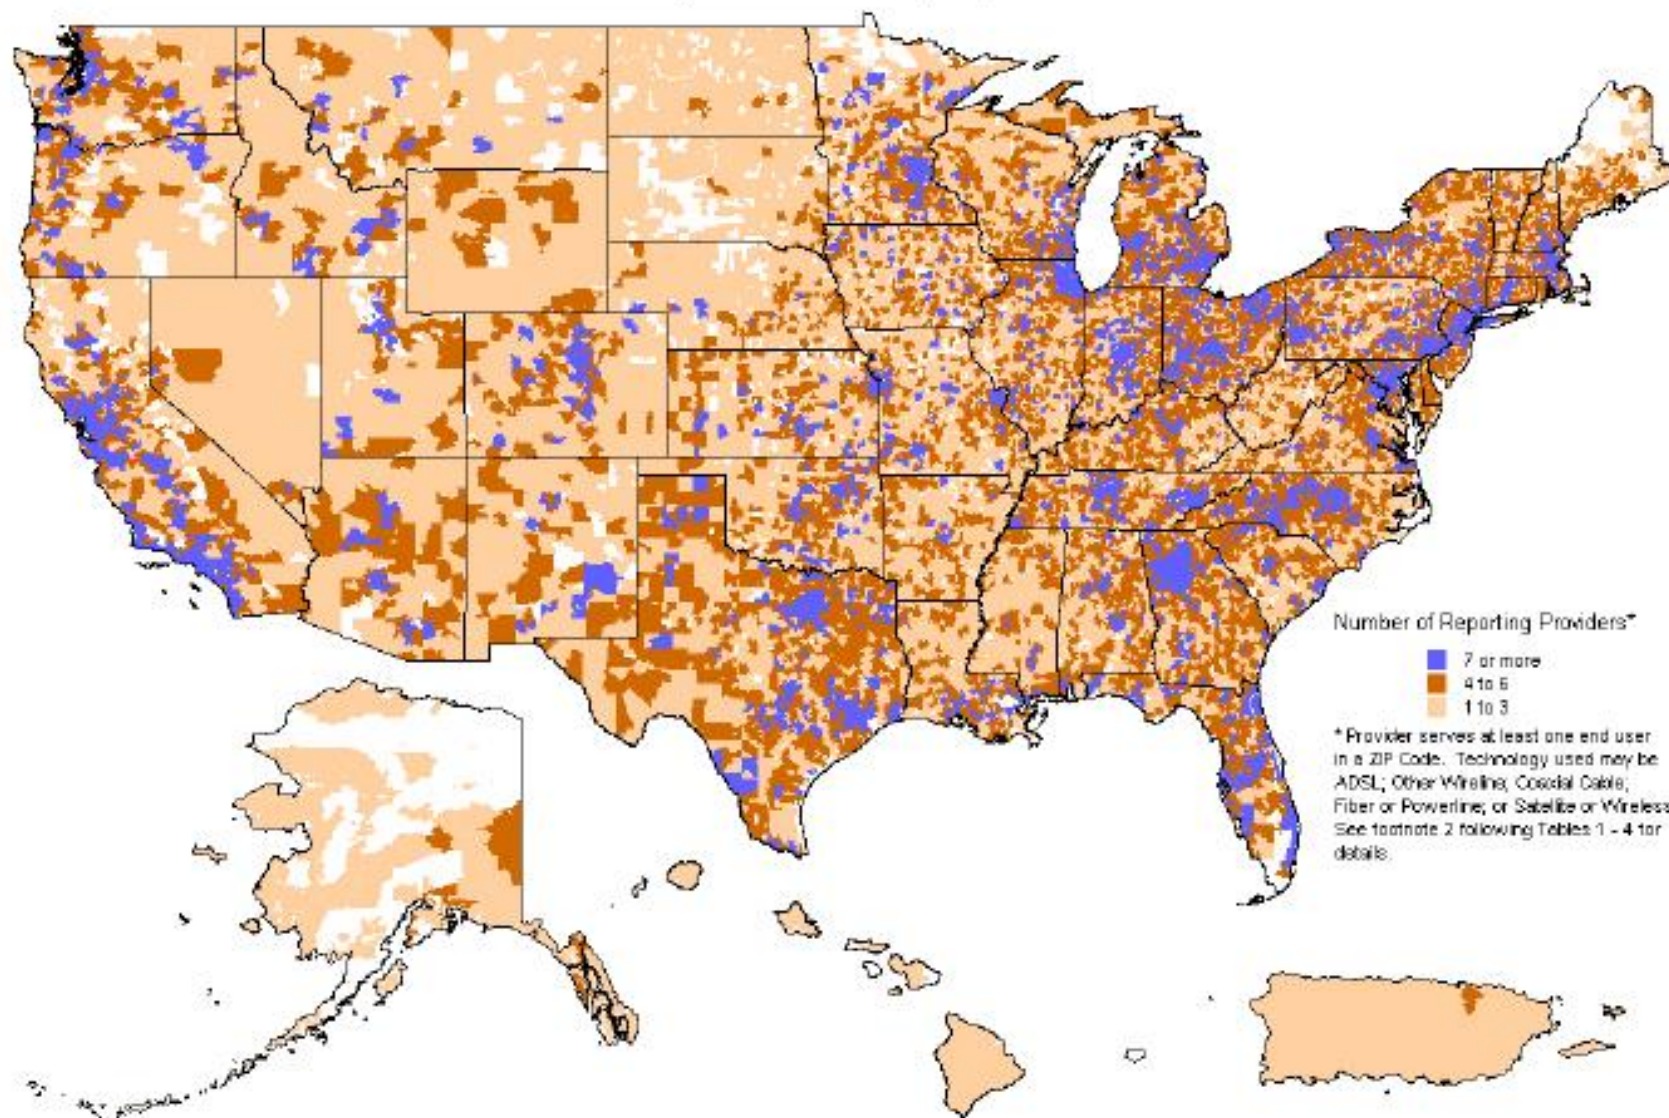 Number of Reporting Providers*
7 or more
4 to 6
1 to 3
* Provider serves at least one end user
in a ZIP Code. Technology used may be
ADSL; Other Wireline; Coaxial Cable;
Fiber or Powerline; or Satellite or Wireless
See footnote 2 following Tables 1 - 4 for
details.